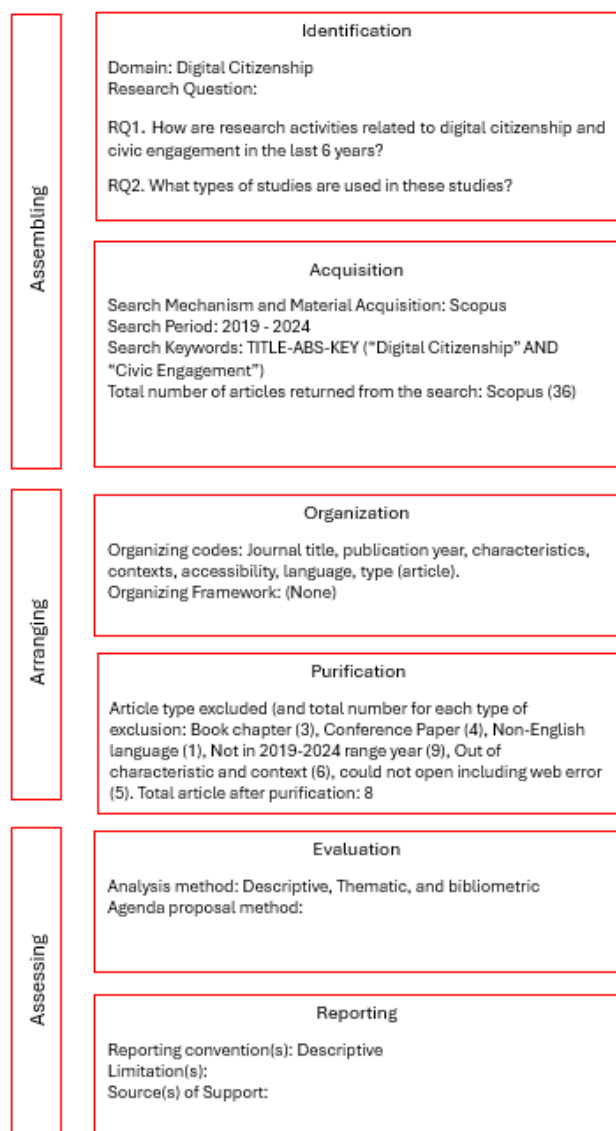 Assembling
Identification
Domain: Digital Citizenship
Research Question:
RQ1. How are research activities related to digital citizenship and
civic engagement in the last 6 years?
RQ2. What types of studies are used in these studies?
Acquisition
Search Mechanism and Material Acquisition: Scopus
Search Period: 2019 - 2024
Search Keywords: TITLE-ABS-KEY (“Digital Citizenship” AND
“Civic Engagement”)
Total number of articles returned from the search: Scopus (36)
Arranging
Organization
Organizing codes: Journal title, publication year, characteristics,
contexts, accessibility, language, type (article).
Organizing Framework: (None)
Purification
Article type excluded (and total number for each type of
exclusion: Book chapter (3), Conference Paper (4), Non-English
language (1), Not in 2019-2024 range year (9), Out of
characteristic and context (6), could not open including web error
(5). Total article after purification: 8
Assessing
Evaluation
Analysis method: Descriptive, Thematic, and bibliometric
Agenda proposal method:
Reporting
Reporting convention(s): Descriptive
Limitation(s):
Source(s) of Support: